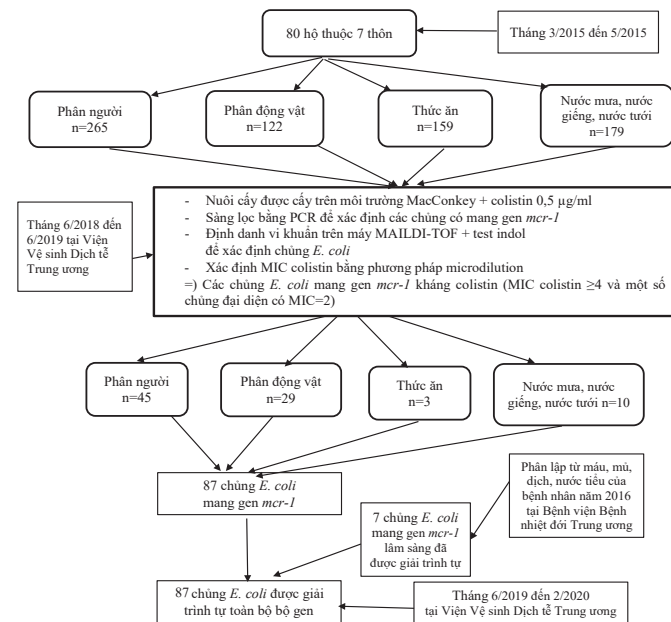 80 hộ thuộc 7 thôn
Tháng 3/2015 đến 5/2015
Phân người
n=265
Phân động vật
n=122
Thức ăn
n=159
Nước mưa, nước
giếng, nước tưới
n=179
Tháng 6/2018 đến
6/2019 tại Viện
Vệ sinh Dịch tễ
Trung ương
- Nuôi cấy được cấy trên môi trường MacConkey + colistin 0,5 µg/ml
- Sàng lọc bằng PCR để xác định các chủng có mang gen mcr-1
- Định danh vi khuẩn trên máy MAILDI-TOF + test indol
để xác định chủng E. coli
- Xác định MIC colistin bằng phương pháp microdilution
=) Các chủng E. coli mang gen mcr-1 kháng colistin (MIC colistin ≥4 và một số
chủng đại diện có MIC=2)
Phân người
n=45
Phân động vật
n=29
Thức ăn
n=3
Nước mưa, nước
giếng, nước tưới n=10
87 chủng E. coli
mang gen mcr-1
Phân lập từ máu, mủ,
dịch, nước tiểu của
bệnh nhân năm 2016
tại Bệnh viện Bệnh
nhiệt đới Trung ương
7 chủng E. coli
mang gen mcr-1
lâm sàng đã
được giải trình tự
87 chủng E. coli được giải
trình tự toàn bộ bộ gen
Tháng 6/2019 đến 2/2020
tại Viện Vệ sinh Dịch tễ Trung ương